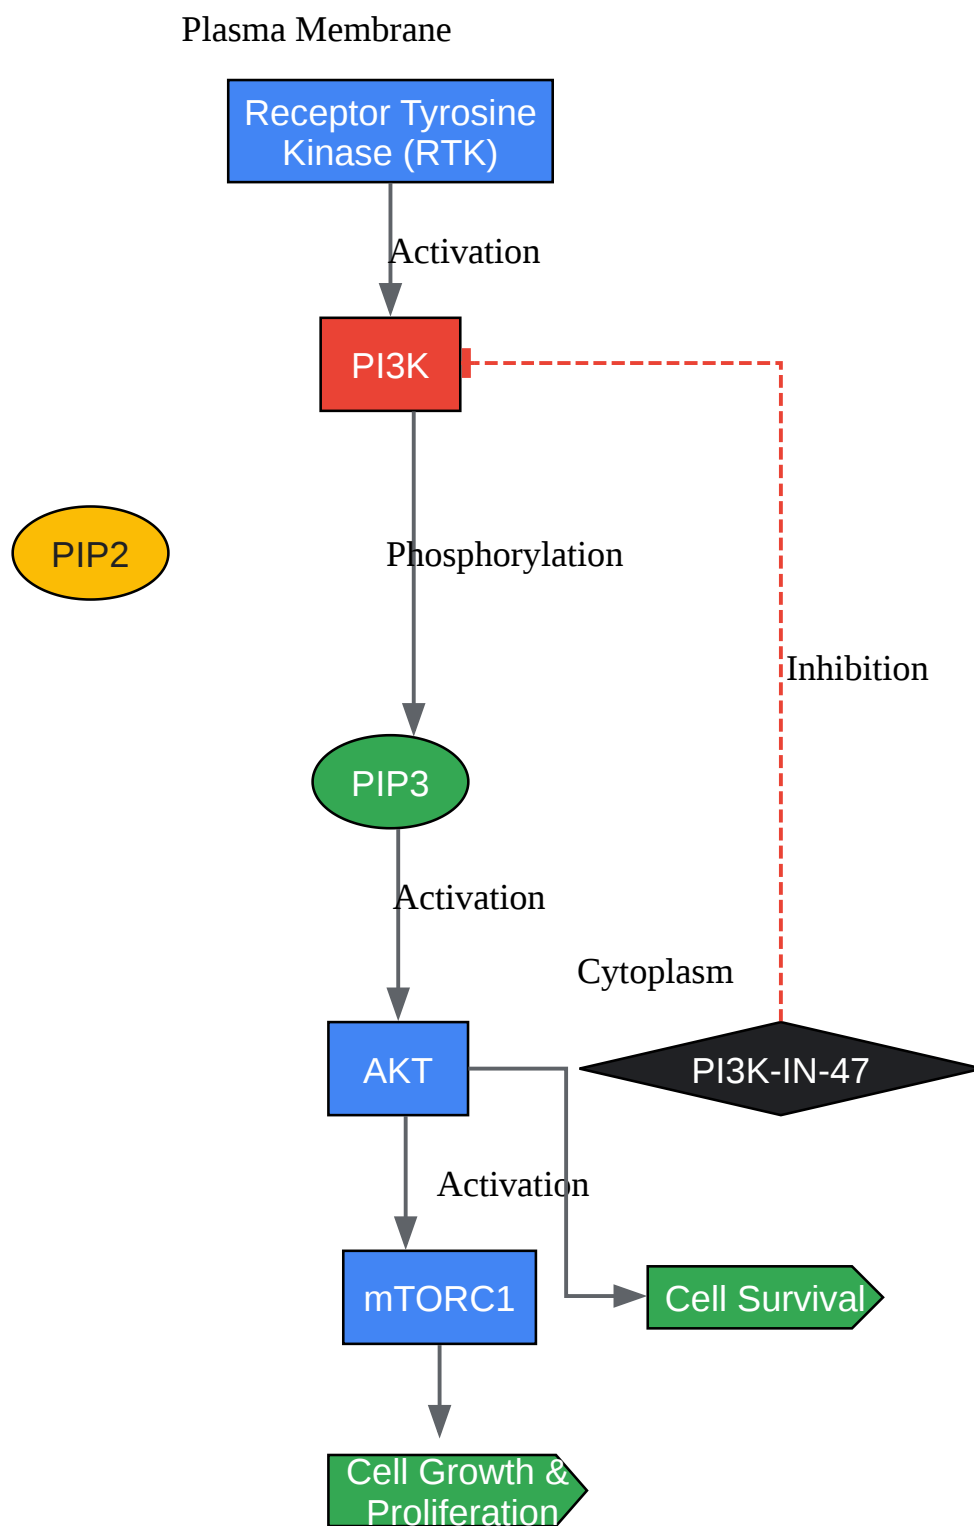 Plasma Membrane
Receptor Tyrosine
Kinase (RTK)
Activation
PI3K
PIP2
Phosphorylation
Inhibition
PIP3
Activation
Cytoplasm
AKT
PI3K-IN-47
Activation
mTORC1
Cell Survival
Cell Growth &
Proliferation